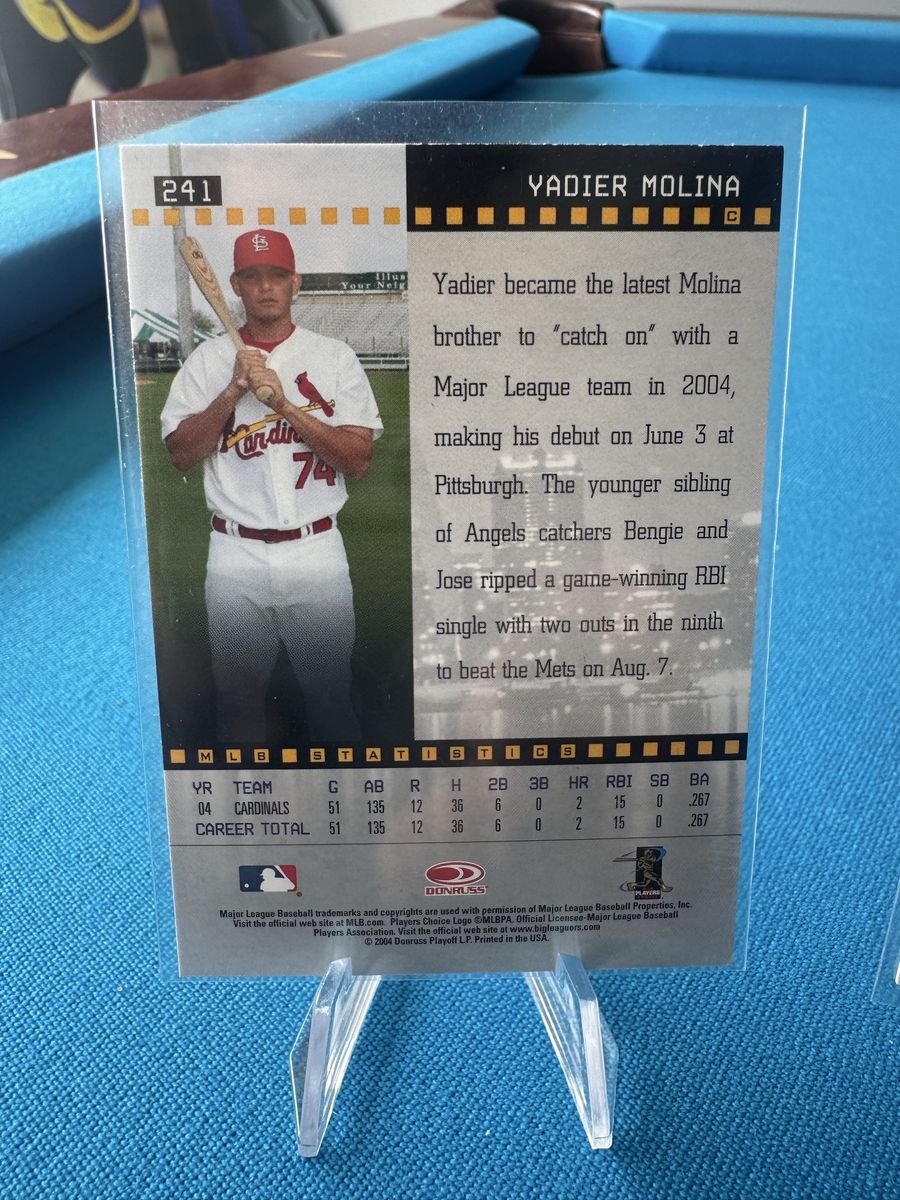 241
YADIER MOLINA
C
StL
Illus
Your Neig
Cardin
74
Yadier became the latest Molina
brother to "catch on" with a
Major League team in 2004,
making his debut on June 3 at
Pittsburgh. The younger sibling
of Angels catchers Bengie and
Jose ripped a game-winning RBI
single with two outs in the ninth
to beat the Mets on Aug. 7.
MLB STATISTICS
YR TEAM G AB R H 2B 3B HR RBI SB BA
04 CARDINALS 51 135 12 36 6 0 2 15 0 .267
CAREER TOTAL 51 135 12 36 6 0 2 15 0 .267
DONRUSS
PLAYERS
CHOICE
Major League Baseball trademarks and copyrights are used with permission of Major League Baseball Properties, Inc.
Visit the official web site at MLB.com. Players Choice Logo ©MLBPA. Official Licensee-Major League Baseball
Players Association. Visit the official web site at www.bigleaguers.com
© 2004 Donruss Playoff L.P. Printed in the USA.